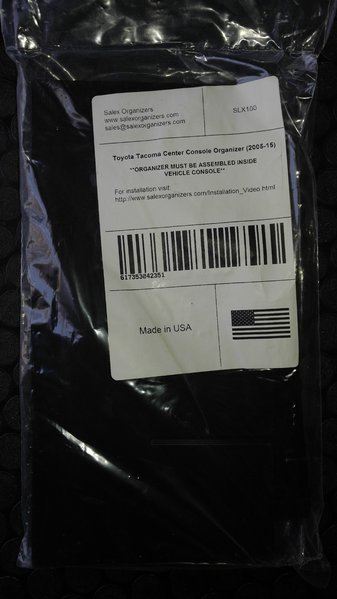 Salex Organizers
www.salexorganizers.com
sales@salexorganizers.com
SLX100
Toyota Tacoma Center Console Organizer (2005-15)
**ORGANIZER MUST BE ASSEMBLED INSIDE
VEHICLE CONSOLE**
For installation visit:
http://www.salexorganizers.com/Installation_Video.html
617353842351
Made in USA